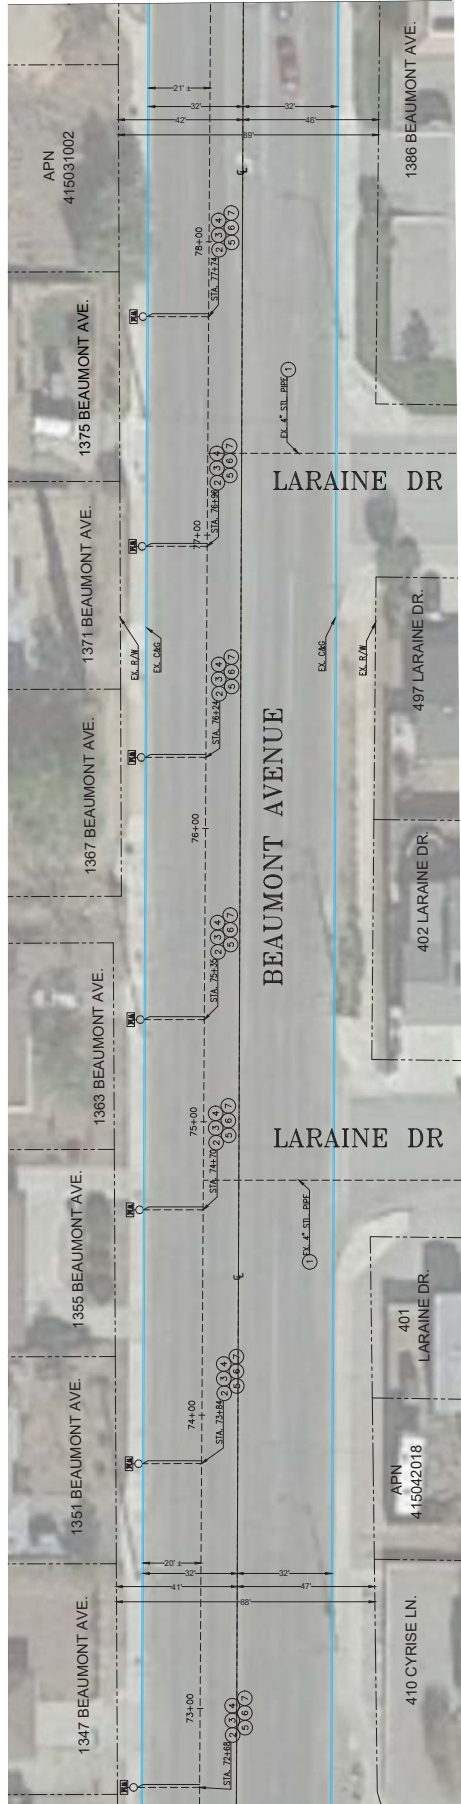 21' ±
32'
32'
42'
46'
89'
1386 BEAUMONT AVE.
APN
415031002
℄
78+00
STA. 77+74
2 3 4
5 6 7
1375 BEAUMONT AVE.
EX. 4" STL. PIPE 1
LARAINE DR
77+00
STA. 76+96
2 3 4
5 6 7
1371 BEAUMONT AVE.
EX. R/W
EX. C&G
EX. C&G
EX. R/W
497 LARAINE DR.
STA. 76+24
2 3 4
5 6 7
1367 BEAUMONT AVE.
76+00
BEAUMONT AVENUE
402 LARAINE DR.
STA. 75+35
2 3 4
5 6 7
1363 BEAUMONT AVE.
75+00
STA. 74+70
2 3 4
5 6 7
LARAINE DR
1 EX. 4" STL. PIPE
1355 BEAUMONT AVE.
℄
401
LARAINE DR.
74+00
STA. 73+84
2 3 4
5 6 7
1351 BEAUMONT AVE.
APN
415042018
20' ±
32'
32'
41'
47'
88'
1347 BEAUMONT AVE.
73+00
STA. 72+68
2 3 4
5 6 7
410 CYRISE LN.